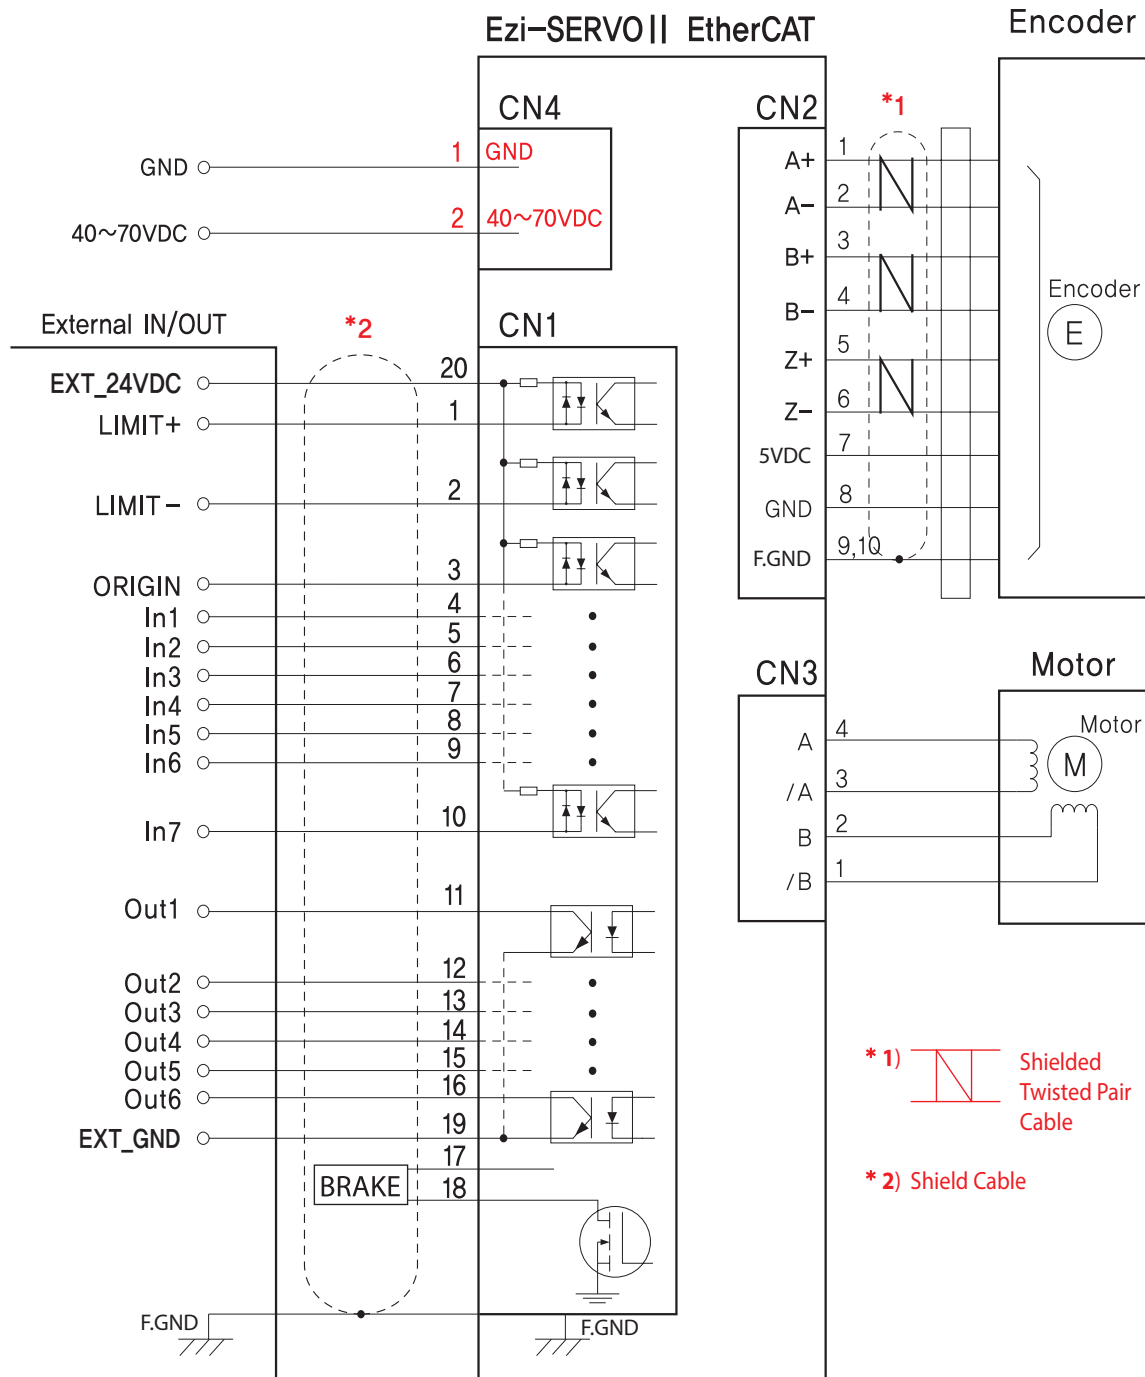 Ezi-SERVO II EtherCAT
Encoder
CN4
CN2
*1
GND
1
GND
40~70VDC
2
40~70VDC
A+
1
A-
2
B+
3
B-
4
Z+
5
Z-
6
5VDC
7
GND
8
F.GND
9,10
Encoder
E
External IN/OUT
*2
CN1
EXT_24VDC
20
LIMIT+
1
LIMIT-
2
ORIGIN
3
In1
4
In2
5
In3
6
In4
7
In5
8
In6
9
In7
10
Out1
11
Out2
12
Out3
13
Out4
14
Out5
15
Out6
16
EXT_GND
19
17
BRAKE
18
F.GND
F.GND
CN3
Motor
A
4
/A
3
B
2
/B
1
Motor
M
* 1)
Shielded
Twisted Pair
Cable
* 2) Shield Cable